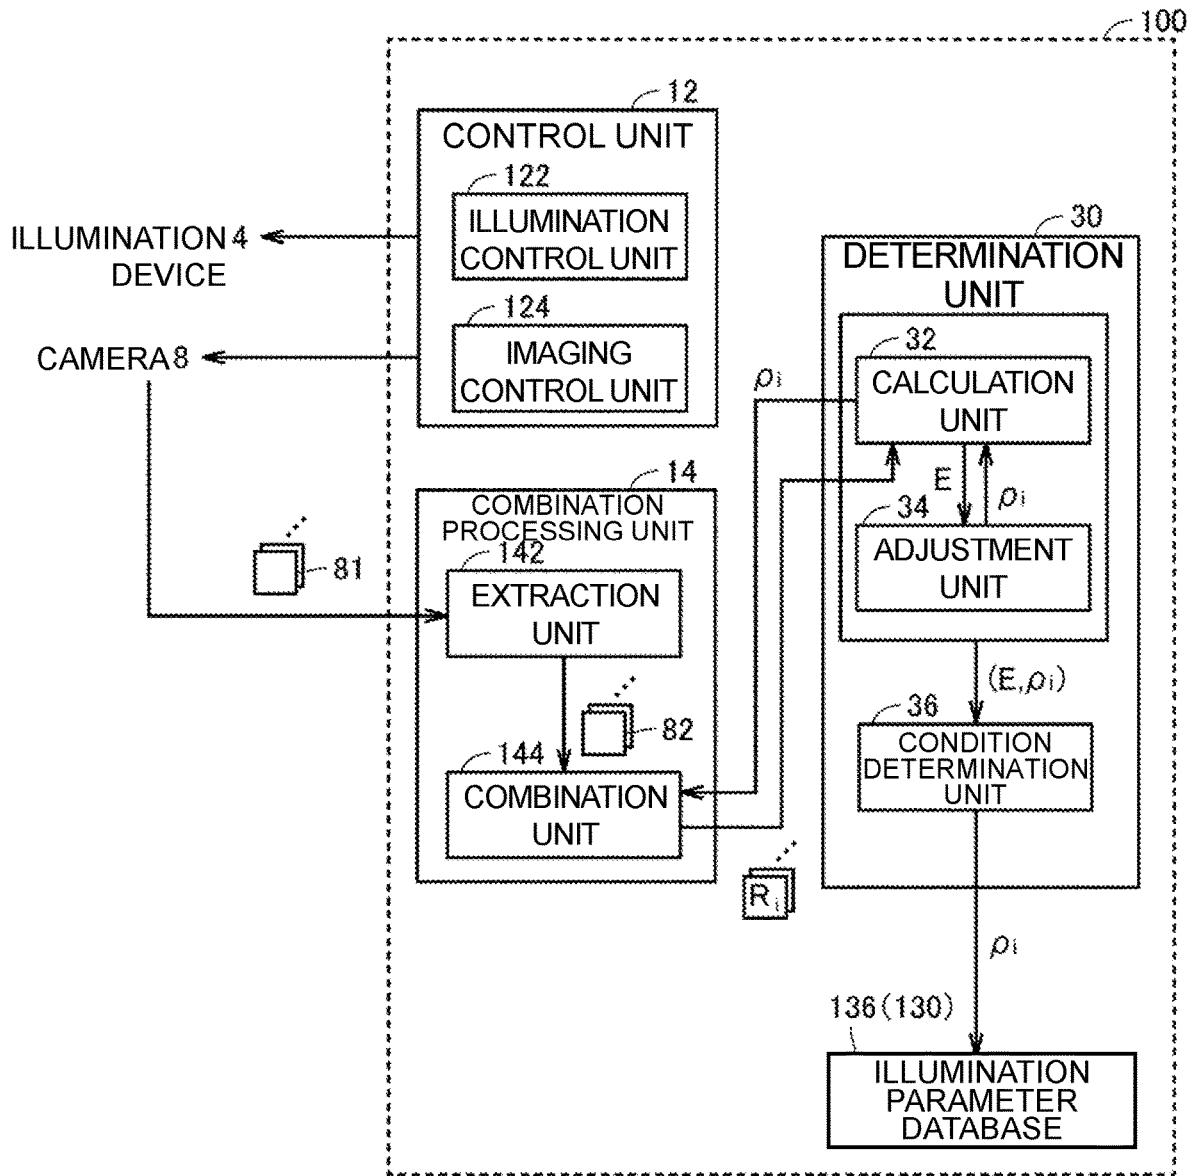 100
12
CONTROL UNIT
122
ILLUMINATION
CONTROL UNIT
124
IMAGING
CONTROL UNIT
ILLUMINATION 4
DEVICE
CAMERA 8
81
14
COMBINATION
PROCESSING UNIT
142
EXTRACTION
UNIT
82
144
COMBINATION
UNIT
Ri
ρi
30
DETERMINATION
UNIT
32
CALCULATION
UNIT
E
ρi
34
ADJUSTMENT
UNIT
(E,ρi)
36
CONDITION
DETERMINATION
UNIT
ρi
136(130)
ILLUMINATION
PARAMETER
DATABASE